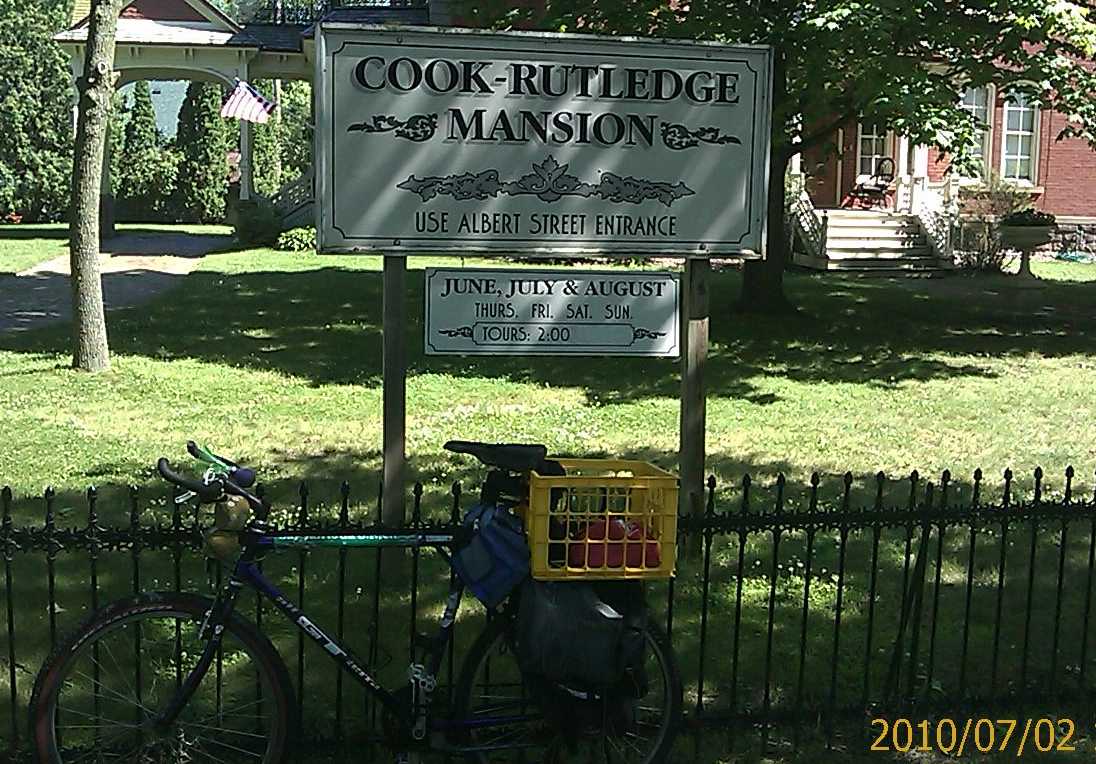 COOK-RUTLEDGE
MANSION
USE ALBERT STREET ENTRANCE
JUNE, JULY & AUGUST
THURS. FRI. SAT. SUN.
TOURS: 2:00
2010/07/02